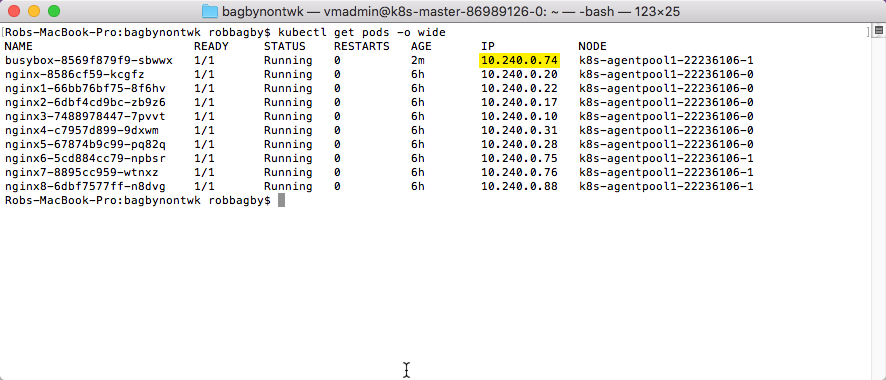 bagbynontwk — vmadmin@k8s-master-86989126-0: ~ — -bash — 123×25
[Robs-MacBook-Pro:bagbynontwk robbagby$ kubectl get pods -o wide ]
NAME READY STATUS RESTARTS AGE IP NODE
busybox-8569f879f9-sbwwx 1/1 Running 0 2m 10.240.0.74 k8s-agentpool1-22236106-1
nginx-8586cf59-kcgfz 1/1 Running 0 6h 10.240.0.20 k8s-agentpool1-22236106-0
nginx1-66bb76bf75-8f6hv 1/1 Running 0 6h 10.240.0.22 k8s-agentpool1-22236106-0
nginx2-6dbf4cd9bc-zb9z6 1/1 Running 0 6h 10.240.0.17 k8s-agentpool1-22236106-0
nginx3-7488978447-7pvvt 1/1 Running 0 6h 10.240.0.10 k8s-agentpool1-22236106-0
nginx4-c7957d899-9dxwm 1/1 Running 0 6h 10.240.0.31 k8s-agentpool1-22236106-0
nginx5-67874b9c99-pq82q 1/1 Running 0 6h 10.240.0.28 k8s-agentpool1-22236106-0
nginx6-5cd884cc79-npbsr 1/1 Running 0 6h 10.240.0.75 k8s-agentpool1-22236106-1
nginx7-8895cc959-wtnxz 1/1 Running 0 6h 10.240.0.76 k8s-agentpool1-22236106-1
nginx8-6dbf7577ff-n8dvg 1/1 Running 0 6h 10.240.0.88 k8s-agentpool1-22236106-1
Robs-MacBook-Pro:bagbynontwk robbagby$